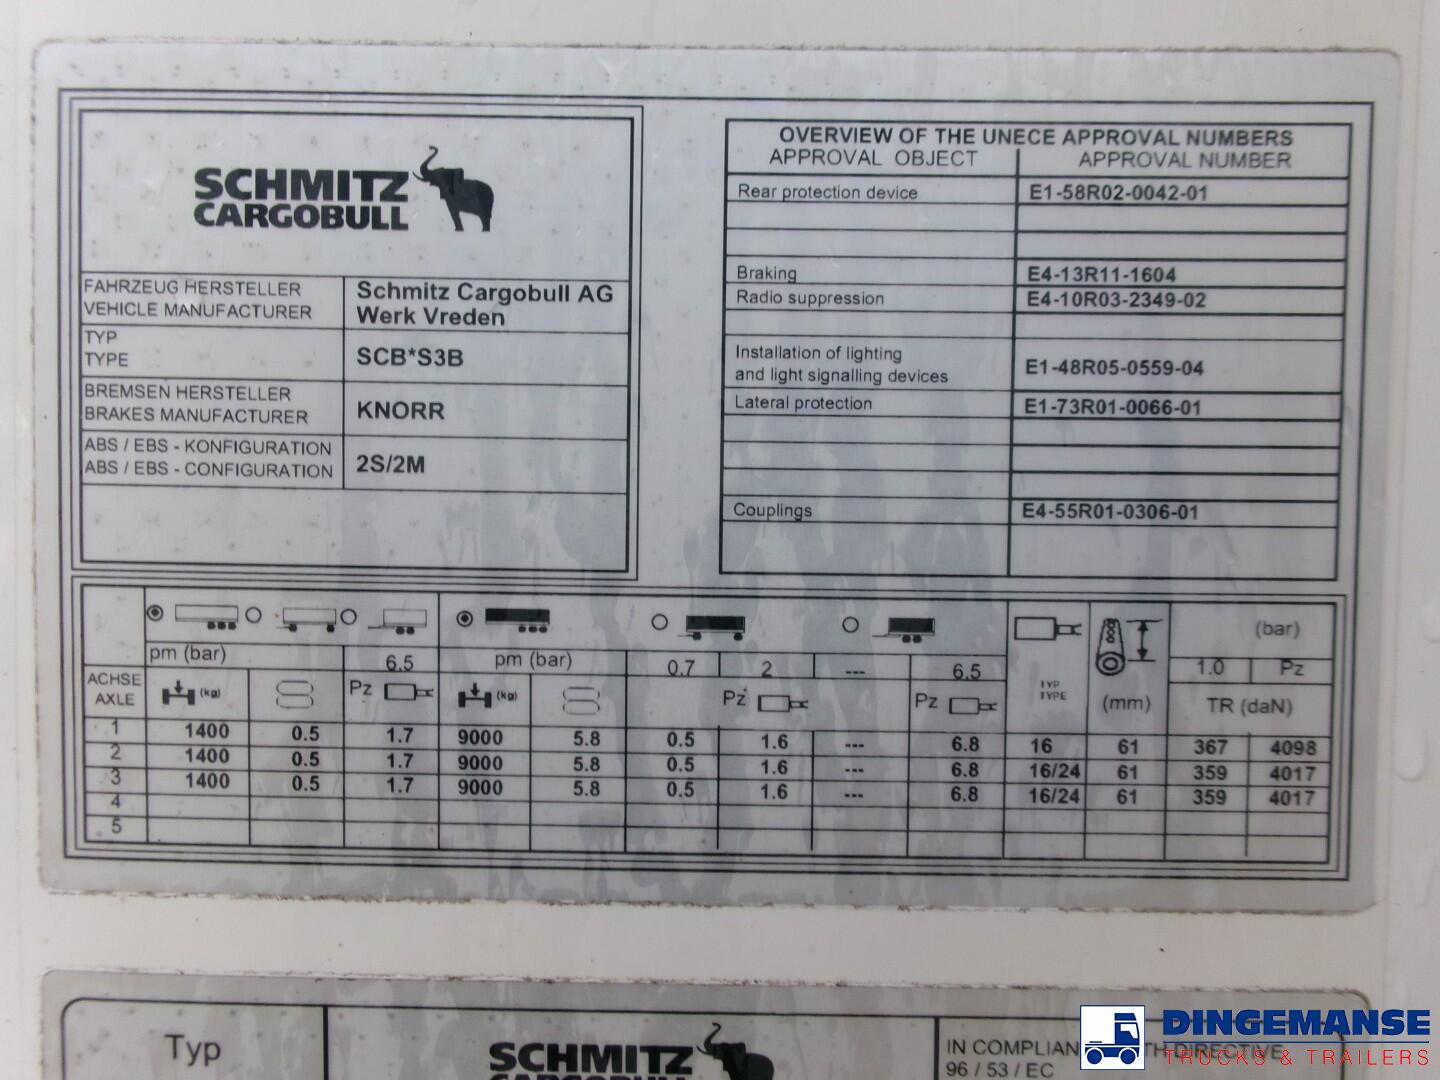 SCHMITZ
CARGOBULL
FAHRZEUG HERSTELLER
VEHICLE MANUFACTURER
Schmitz Cargobull AG
Werk Vreden
TYP
TYPE
SCB*S3B
BREMSEN HERSTELLER
BRAKES MANUFACTURER
KNORR
ABS / EBS - KONFIGURATION
ABS / EBS - CONFIGURATION
2S/2M
OVERVIEW OF THE UNECE APPROVAL NUMBERS
APPROVAL OBJECT APPROVAL NUMBER
Rear protection device E1-58R02-0042-01
Braking E4-13R11-1604
Radio suppression E4-10R03-2349-02
Installation of lighting
and light signalling devices E1-48R05-0559-04
Lateral protection E1-73R01-0066-01
Couplings E4-55R01-0306-01
(bar)
pm (bar) 6.5 pm (bar) 0.7 2 --- 6.5 1.0 Pz
ACHSE
AXLE
(kg) Pz (kg) Pz Pz TYP
TYPE
(mm) TR (daN)
1 1400 0.5 1.7 9000 5.8 0.5 1.6 --- 6.8 16 61 367 4098
2 1400 0.5 1.7 9000 5.8 0.5 1.6 --- 6.8 16/24 61 359 4017
3 1400 0.5 1.7 9000 5.8 0.5 1.6 --- 6.8 16/24 61 359 4017
4
5
Typ
SCHMITZ
CARGOBULL
IN COMPLIAN TH DIRECTIVE
96 / 53 / EC
DINGEMANSE
TRUCKS & TRAILERS